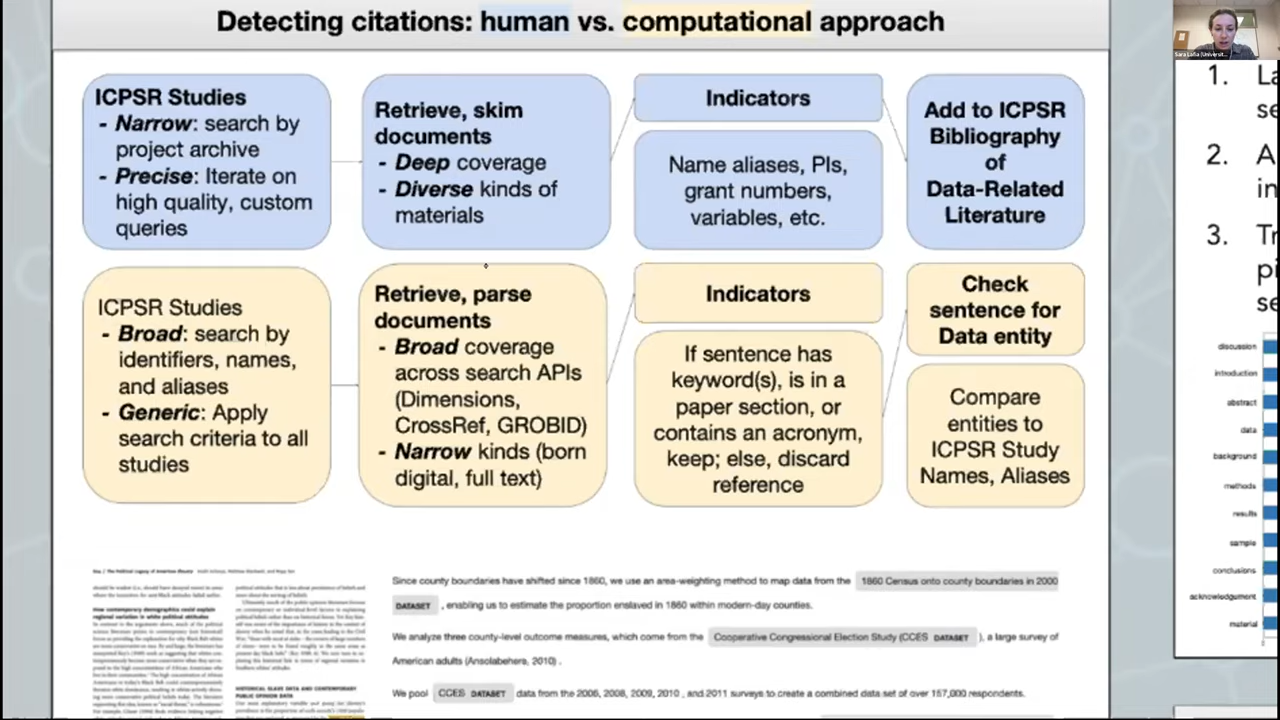 Detecting citations: human vs. computational approach
Sara Lafia (Universit...
ICPSR Studies
- Narrow: search by
project archive
- Precise: Iterate on
high quality, custom
queries
Retrieve, skim
documents
- Deep coverage
- Diverse kinds of
materials
Indicators
Name aliases, PIs,
grant numbers,
variables, etc.
Add to ICPSR
Bibliography
of
Data-Related
Literature
ICPSR Studies
- Broad: search by
identifiers, names,
and aliases
- Generic: Apply
search criteria to all
studies
Retrieve, parse
documents
- Broad coverage
across search APIs
(Dimensions,
CrossRef, GROBID)
- Narrow kinds (born
digital, full text)
Indicators
If sentence has
keyword(s), is in a
paper section, or
contains an acronym,
keep; else, discard
reference
Check
sentence for
Data entity
Compare
entities to
ICPSR Study
Names, Aliases
Since county boundaries have shifted since 1860, we use an area-weighting method to map data from the 1860 Census onto county boundaries in 2000
DATASET , enabling us to estimate the proportion enslaved in 1860 within modern-day counties.
We analyze three county-level outcome measures, which come from the Cooperative Congressional Election Study (CCES DATASET ), a large survey of
American adults (Ansolabehere, 2010) .
We pool CCES DATASET data from the 2006, 2008, 2009, 2010 , and 2011 surveys to create a combined data set of over 157,000 respondents.
1. La
se
2. A
in
3. Tr
pi
se
discussion
introduction
abstract
data
background
methods
results
sample
conclusions
acknowledgement
material